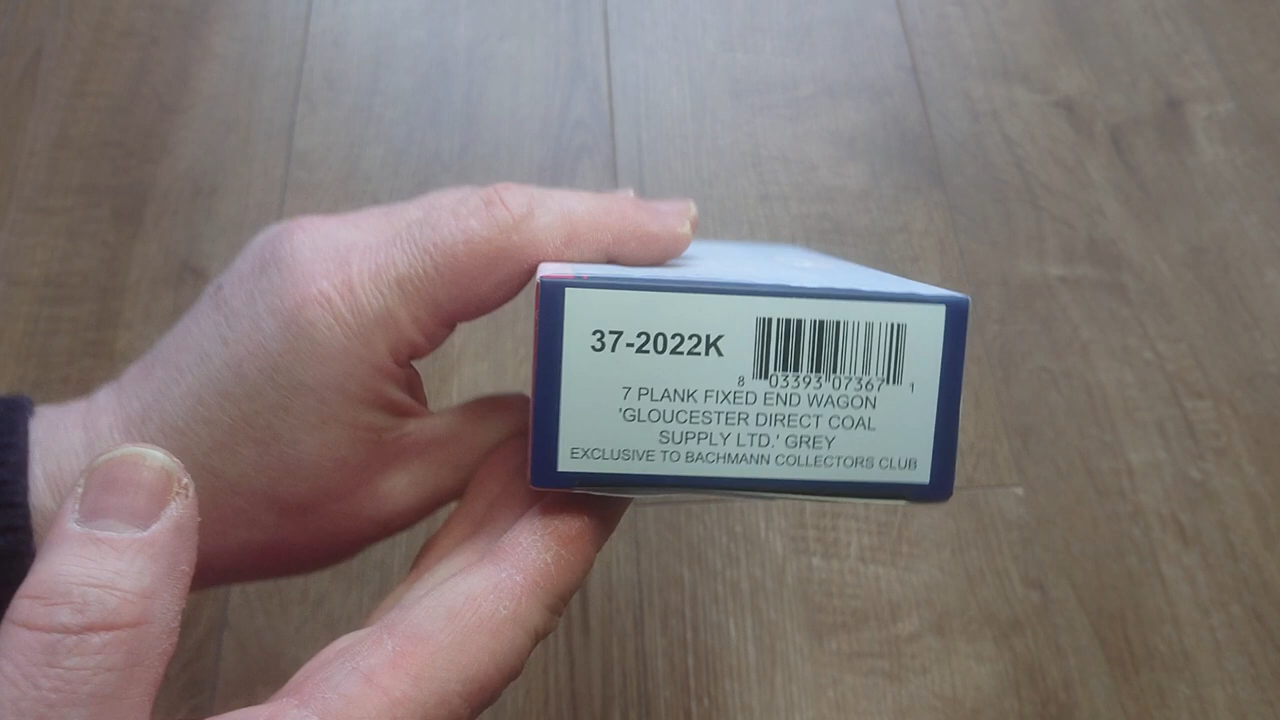 37-2022K
8 03393 07367 1
7 PLANK FIXED END WAGON
'GLOUCESTER DIRECT COAL
SUPPLY LTD.' GREY
EXCLUSIVE TO BACHMANN COLLECTORS CLUB